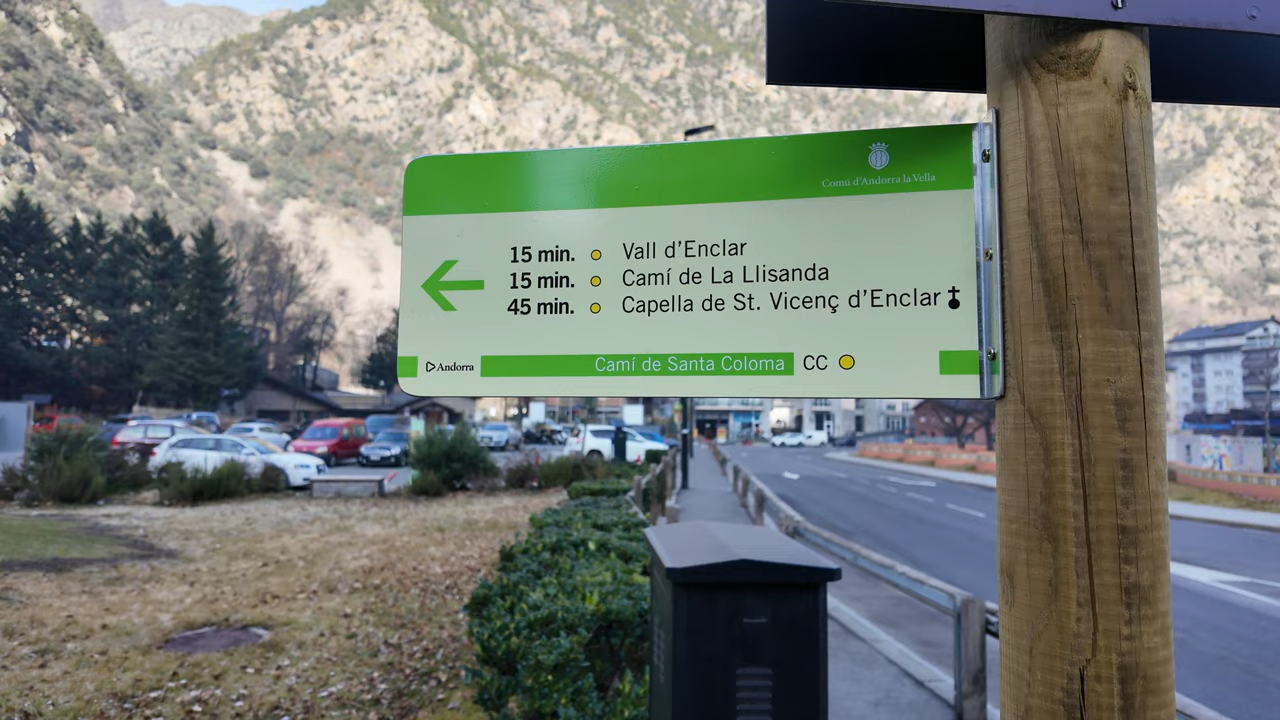 Comú d'Andorra la Vella
15 min. Vall d'Enclar
15 min. Camí de La Llisanda
45 min. Capella de St. Vicenç d'Enclar
Andorra Camí de Santa Coloma CC